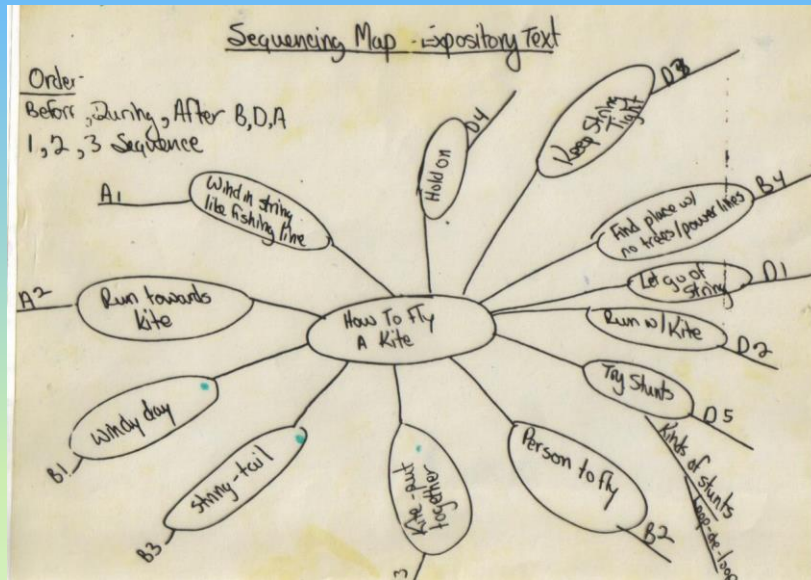 Sequencing Map - Expository Text
Order-
Before, During, After B, D, A
1, 2, 3 Sequence
Hold On
D4
Keep String
Tight
D3
Find place w/
no trees/power lines
B4
Let go of
string
D1
Run w/ Kite
D2
Try Stunts
D5
Kinds of stunts
Loop-de-loop
Person to fly
B2
Kite-put
together
3
string-tail
B3
Windy day
B1
Run towards
Kite
A2
Wind in string
like fishing line
A1
How To Fly
A Kite